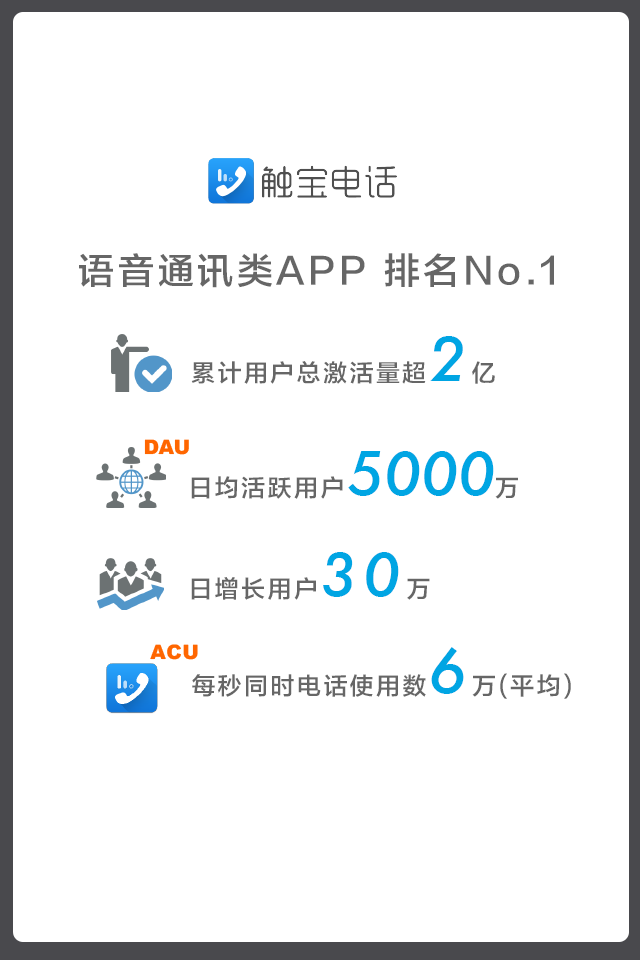 触宝电话
语音通讯类APP 排名No.1
累计用户总激活量超2亿
DAU
日均活跃用户5000万
日增长用户30万
ACU
每秒同时电话使用数6万(平均)